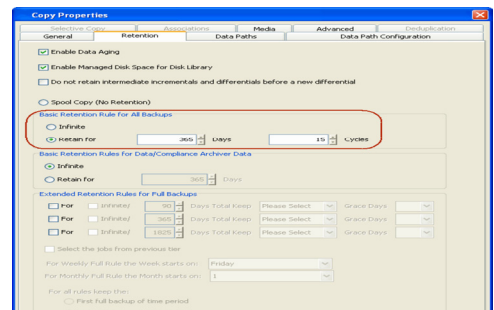 Copy Properties
Selective Copy Associations Media Advanced Deduplication
General Retention Data Paths Data Path Configuration
Enable Data Aging
Enable Managed Disk Space for Disk Library
Do not retain intermediate incrementals and differentials before a new differential
Spool Copy (No Retention)
Basic Retention Rule for All Backups
Infinite
Retain for 365 Days 15 Cycles
Basic Retention Rules for Data/Compliance Archiver Data
Infinite
Retain for 365 Days
Extended Retention Rules for Full Backups
For Infinite/ 90 Days Total Keep Please Select Grace Days
For Infinite/ 365 Days Total Keep Please Select Grace Days
For Infinite/ 1825 Days Total Keep Please Select Grace Days
Select the jobs from previous tier
For Weekly Full Rule the Week starts on: Friday
For Monthly Full Rule the Month starts on: 1
For all rules keep the:
First full backup of time period